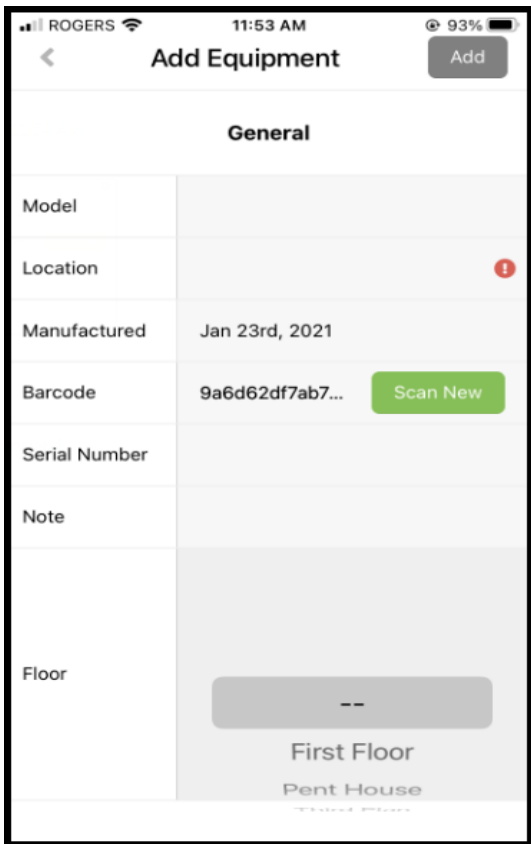 ROGERS 11:53 AM 93%
Add Equipment Add
General
Model
Location
Manufactured Jan 23rd, 2021
Barcode 9a6d62df7ab7... Scan New
Serial Number
Note
Floor --
First Floor
Pent House